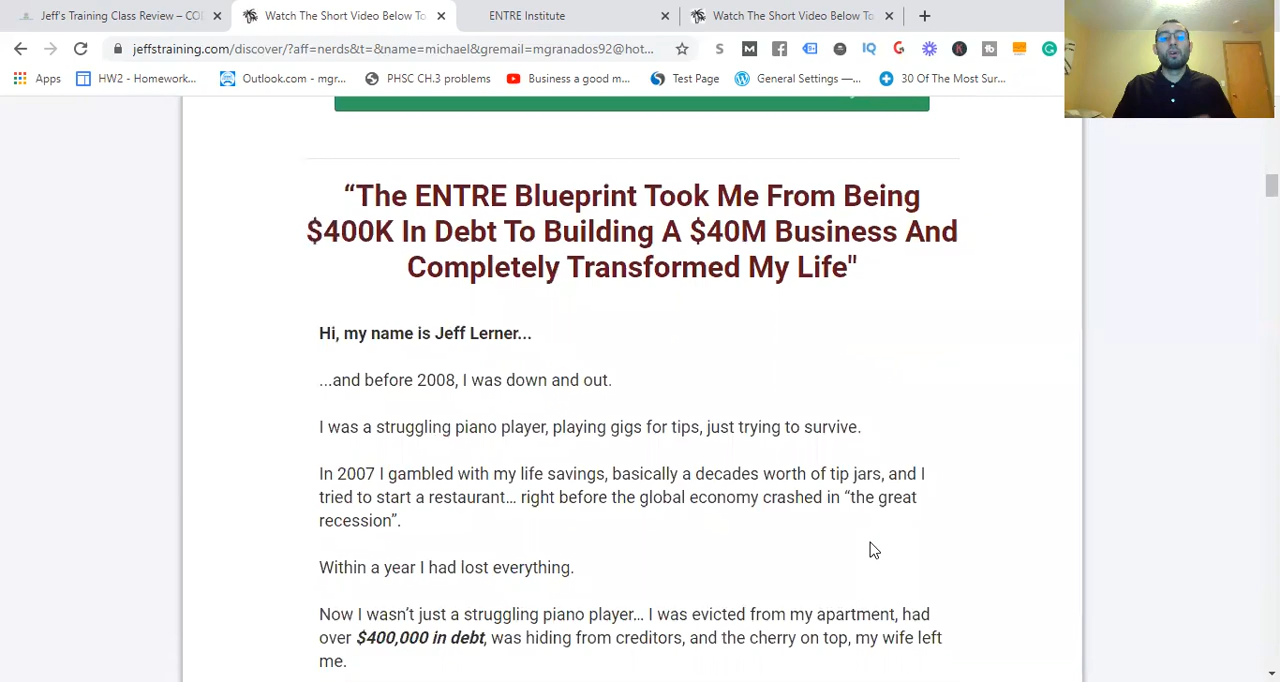 Jeff's Training Class Review – CO
Watch The Short Video Below To
ENTRE Institute
Watch The Short Video Below To
jeffstraining.com/discover/?aff=nerds&t=&name=michael&gremail=mgranados92@hot...
Apps
HW2 - Homework...
Outlook.com - mgr...
PHSC CH.3 problems
Business a good m...
Test Page
General Settings —...
30 Of The Most Sur...
“The ENTRE Blueprint Took Me From Being
$400K In Debt To Building A $40M Business And
Completely Transformed My Life"
Hi, my name is Jeff Lerner...
...and before 2008, I was down and out.
I was a struggling piano player, playing gigs for tips, just trying to survive.
In 2007 I gambled with my life savings, basically a decades worth of tip jars, and I
tried to start a restaurant... right before the global economy crashed in “the great
recession”.
Within a year I had lost everything.
Now I wasn’t just a struggling piano player... I was evicted from my apartment, had
over $400,000 in debt, was hiding from creditors, and the cherry on top, my wife left
me.